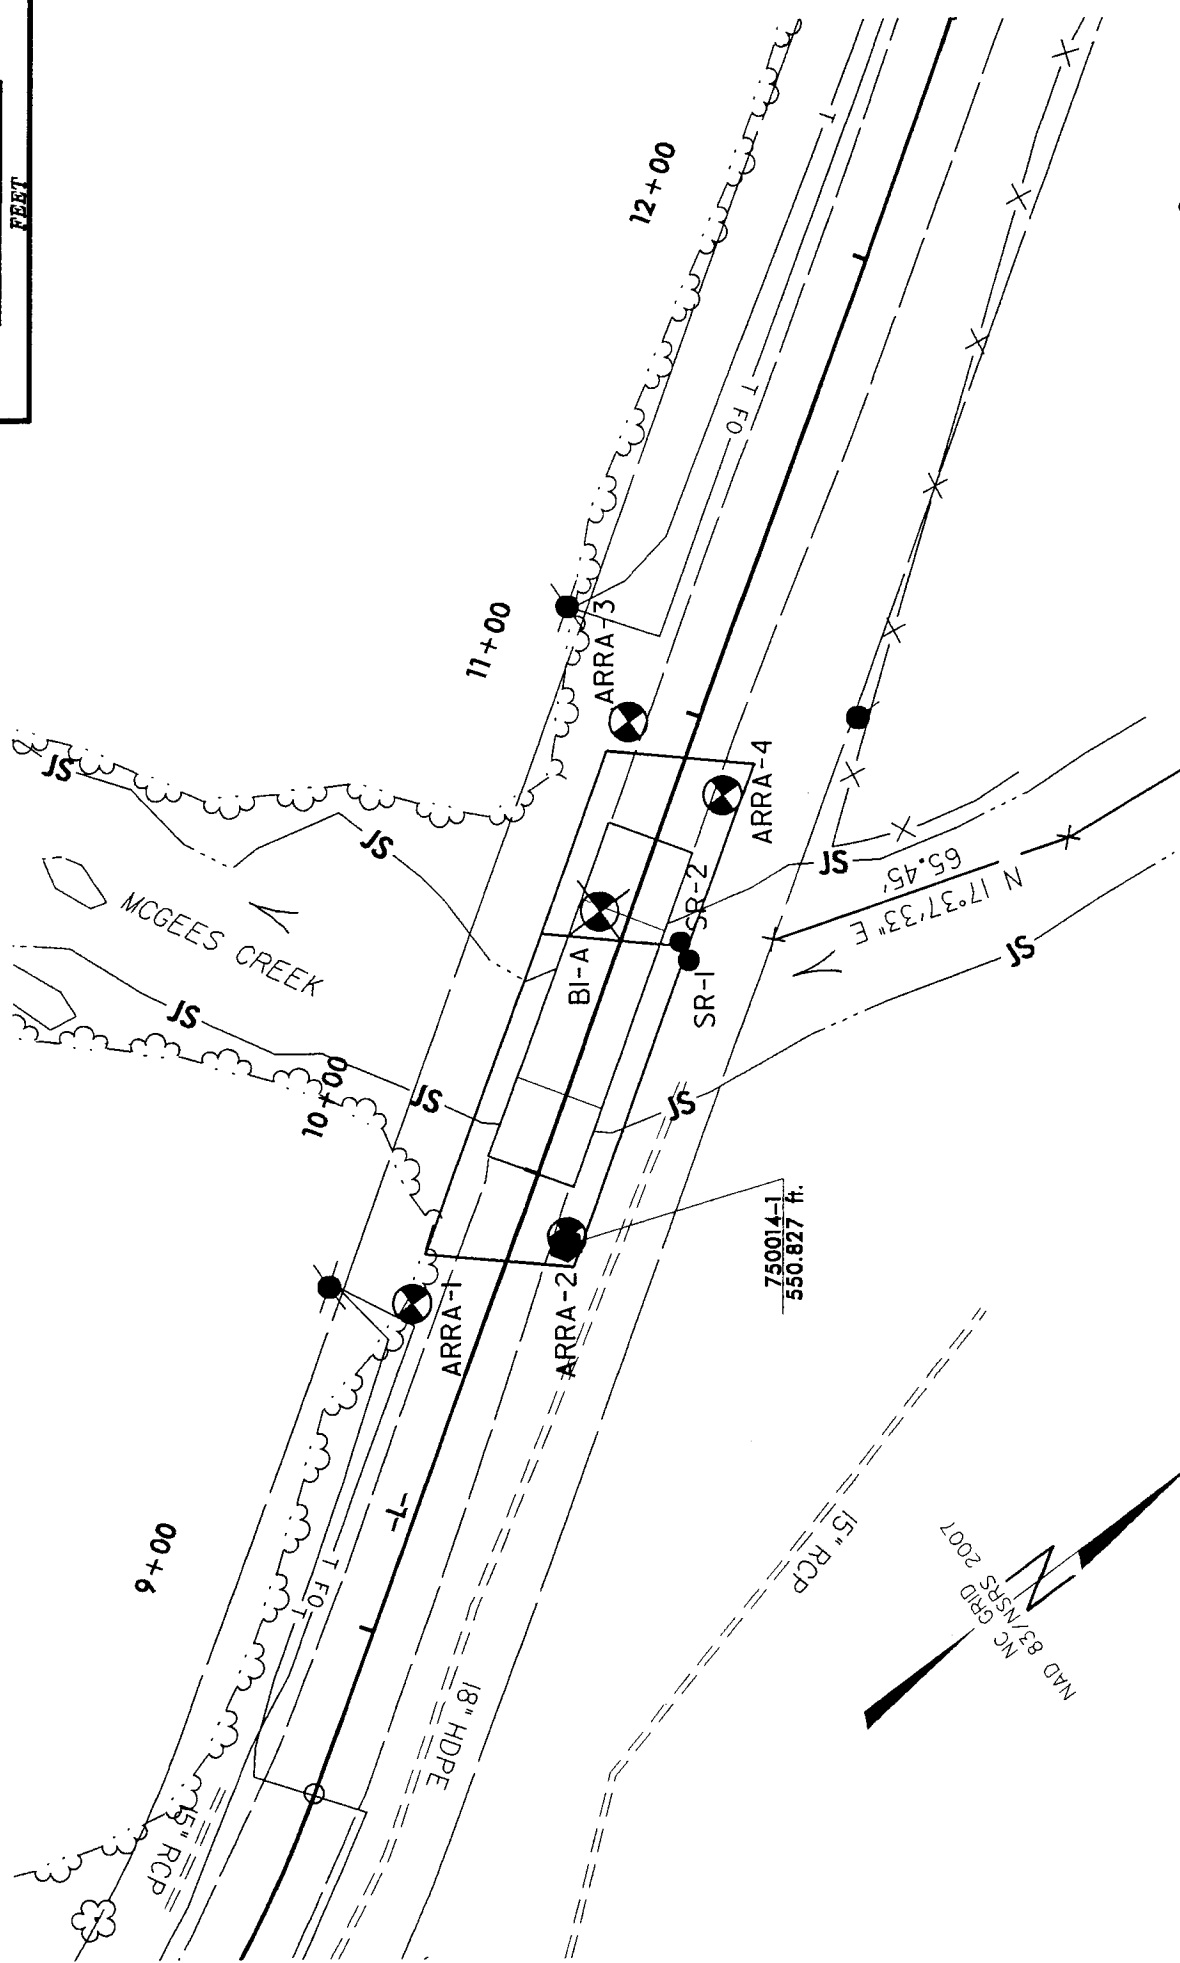 FEET
12+00
T
T FO
11+00
ARRA-3
JS
JS
ARRA-4
MCGEES CREEK
JS
SR-2
N 17°37'33" E
65.45'
BI-A
JS
SR-1
JS
10+00
JS
JS
750014-1
550.827 ft.
ARRA-1
ARRA-2
-L-
9+00
T FO
T
15" RCP
NC GRID
NAD 83/NSRS 2007
N
18" HDPE
15" RCP